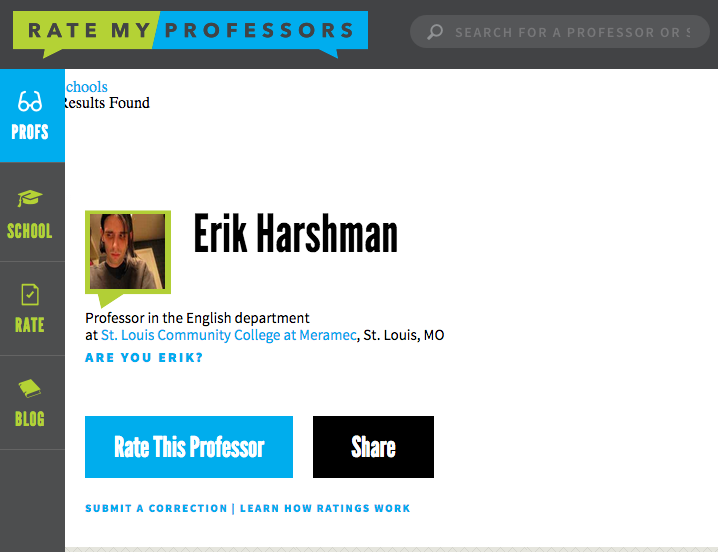 RATE MY PROFESSORS
SEARCH FOR A PROFESSOR OR S
chools
Results Found
PROFS
SCHOOL
RATE
BLOG
Erik Harshman
Professor in the English department
at St. Louis Community College at Meramec, St. Louis, MO
ARE YOU ERIK?
Rate This Professor
Share
SUBMIT A CORRECTION | LEARN HOW RATINGS WORK